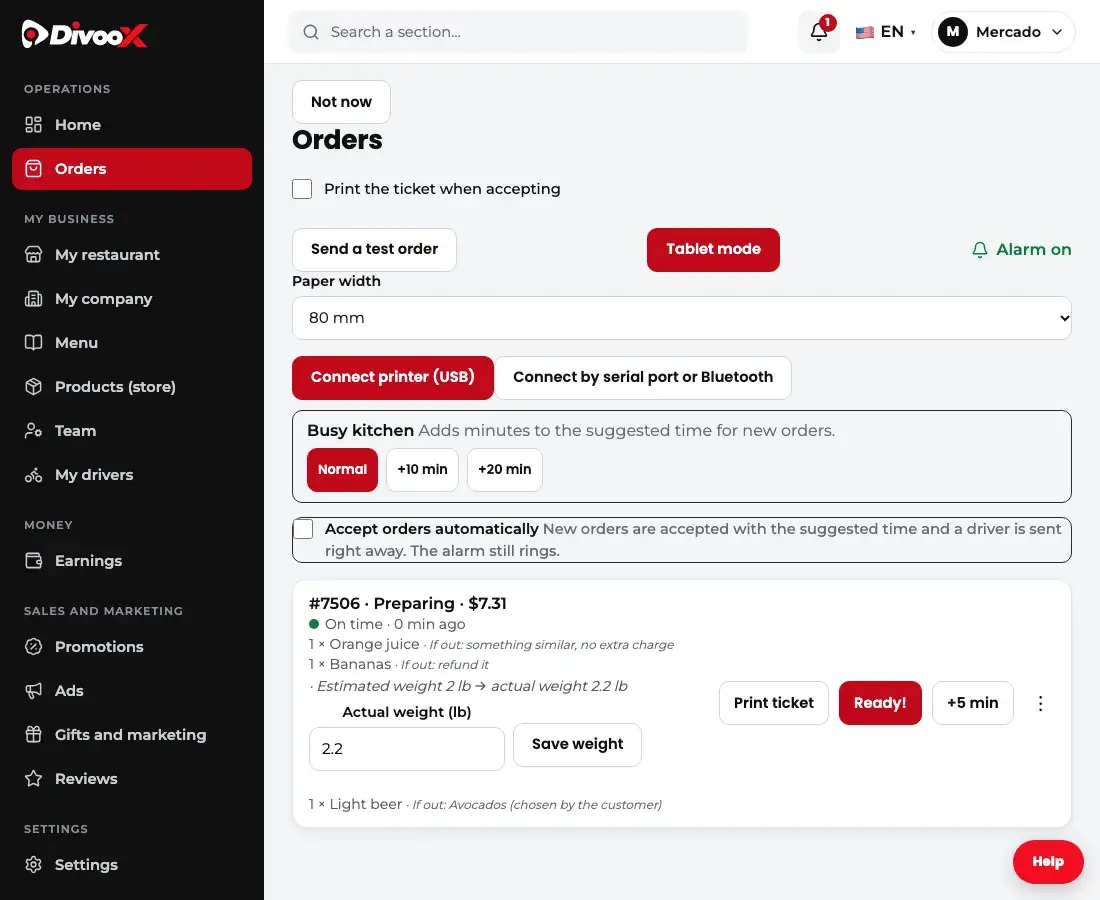 DivooX
OPERATIONS
Home
Orders
MY BUSINESS
My restaurant
My company
Menu
Products (store)
Team
My drivers
MONEY
Earnings
SALES AND MARKETING
Promotions
Ads
Gifts and marketing
Reviews
SETTINGS
Settings
Search a section...
1
EN
M Mercado
Not now
Orders
Print the ticket when accepting
Send a test order
Tablet mode
Alarm on
Paper width
80 mm
Connect printer (USB)
Connect by serial port or Bluetooth
Busy kitchen Adds minutes to the suggested time for new orders.
Normal
+10 min
+20 min
Accept orders automatically New orders are accepted with the suggested time and a driver is sent
right away. The alarm still rings.
#7506 · Preparing · $7.31
On time · 0 min ago
1 × Orange juice · If out: something similar, no extra charge
1 × Bananas · If out: refund it
· Estimated weight 2 lb → actual weight 2.2 lb
Actual weight (lb)
2.2
Save weight
1 × Light beer · If out: Avocados (chosen by the customer)
Print ticket
Ready!
+5 min
Help